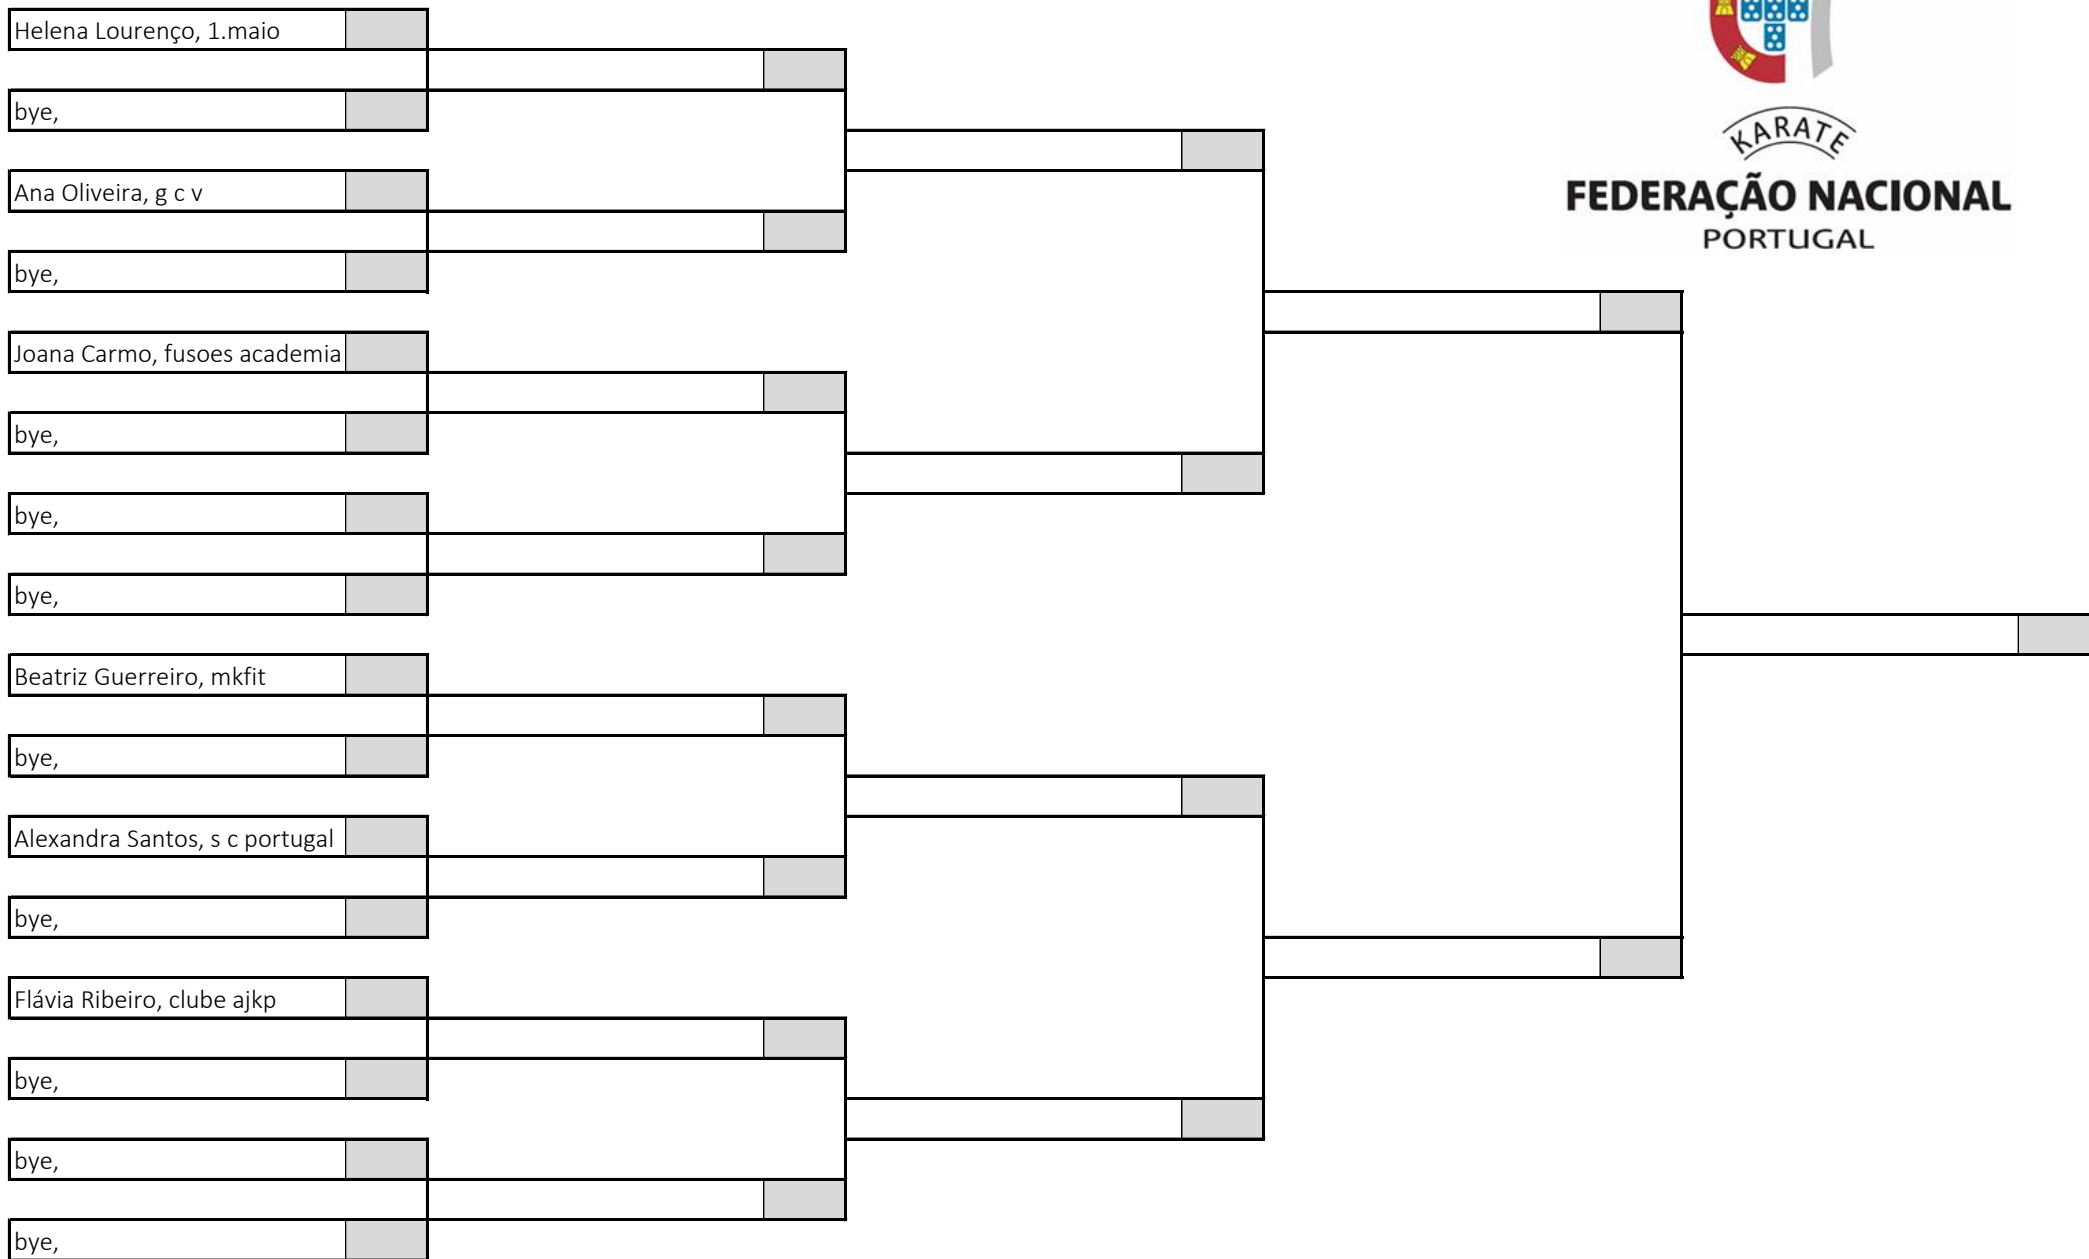 Helena Lourenço, 1.maio
bye,
Ana Oliveira, g c v
bye,
Joana Carmo, fusoes academia
bye,
bye,
bye,
Beatriz Guerreiro, mkfit
bye,
Alexandra Santos, s c portugal
bye,
Flávia Ribeiro, clube ajkp
bye,
bye,
bye,
KARATE
FEDERAÇÃO NACIONAL
PORTUGAL